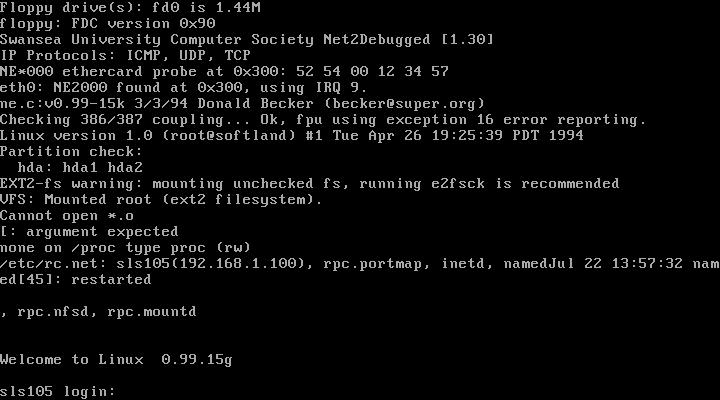 Floppy drive(s): fd0 is 1.44M
floppy: FDC version 0x90
Swansea University Computer Society Net2Debugged [1.30]
IP Protocols: ICMP, UDP, TCP
NE*000 ethercard probe at 0x300: 52 54 00 12 34 57
eth0: NE2000 found at 0x300, using IRQ 9.
ne.c:v0.99-15k 3/3/94 Donald Becker (becker@super.org)
Checking 386/387 coupling... Ok, fpu using exception 16 error reporting.
Linux version 1.0 (root@softland) #1 Tue Apr 26 19:25:39 PDT 1994
Partition check:
  hda: hda1 hda2
EXT2-fs warning: mounting unchecked fs, running e2fsck is recommended
VFS: Mounted root (ext2 filesystem).
Cannot open *.o
[: argument expected
none on /proc type proc (rw)
/etc/rc.net: sls105(192.168.1.100), rpc.portmap, inetd, namedJul 22 13:57:32 nam
ed[45]: restarted
, rpc.nfsd, rpc.mountd
Welcome to Linux  0.99.15g
sls105 login: